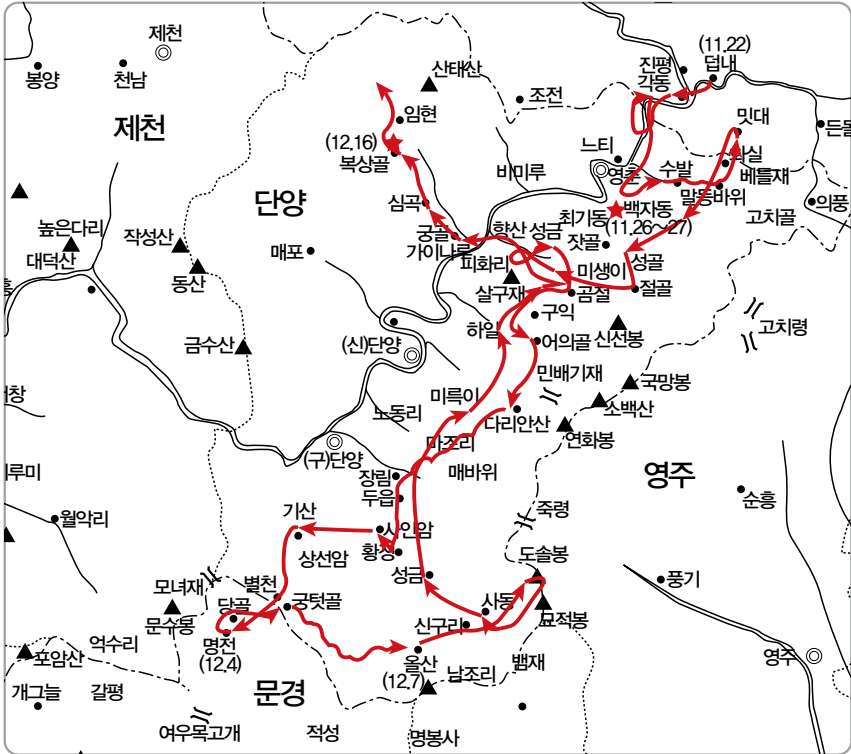 제천
봉양
천남
산태산
조전
(11.22)
덥내
진평
각동
제천
임현
(12.16)
복상골
밋대
든돌
느티
비미루
영춘
수발
화실
베틀재
말등바위
의풍
고치골
단양
심곡
최기동
백자동
(11.26~27)
높은다리
대덕산
작성산
매포
동산
궁골
가이나루
향산
성금
피화리
잣골
미생이
성골
절골
살구재
곰절
구익
신선봉
고치령
하일
어의골
금수산
(신)단양
민배기재
국망봉
소백산
미륵이
다리안산
연화봉
노동리
마조리
매바위
(구)단양
영주
장림
두음
순흥
월악리
기산
사인암
죽령
상선암
황정
도솔봉
성금
풍기
모녀재
별천
궁텃골
당골
문수봉
사동
묘적봉
명전
(12.4)
신구리
억수리
포암산
올산
(12.7)
남조리
뱀재
영주
개그늘
갈평
문경
여우목고개
적성
명봉사